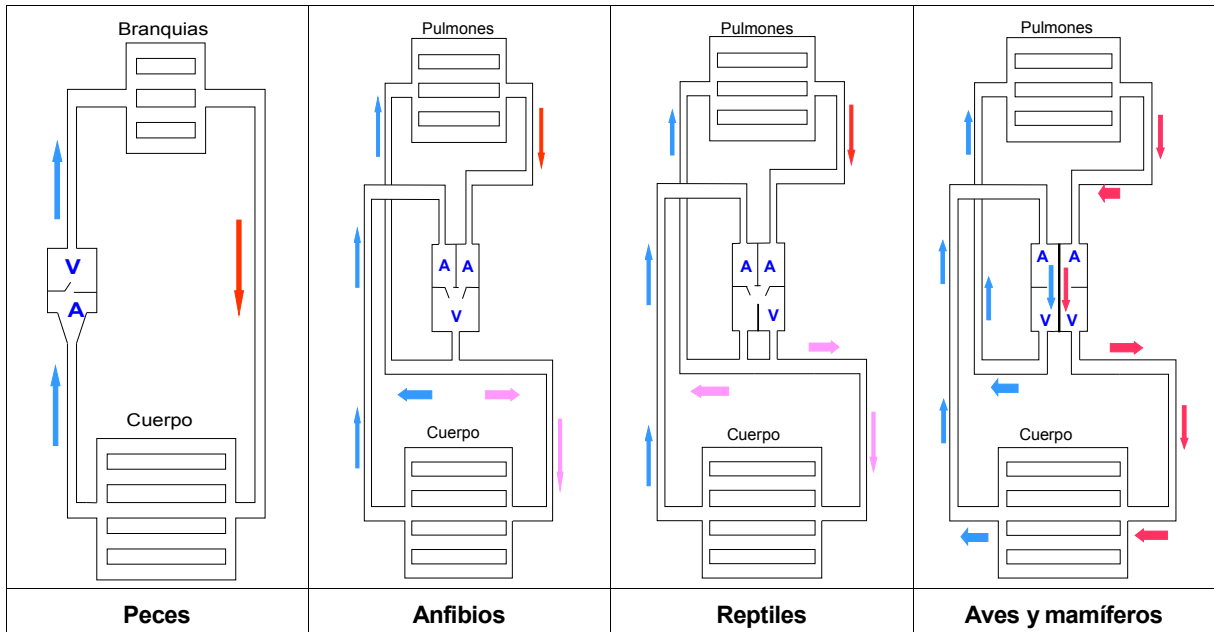 Branquias
V
A
Cuerpo
Peces
Pulmones
A A
V
Cuerpo
Anfibios
Pulmones
A A
V
Cuerpo
Reptiles
Pulmones
A A
V V
Cuerpo
Aves y mamíferos